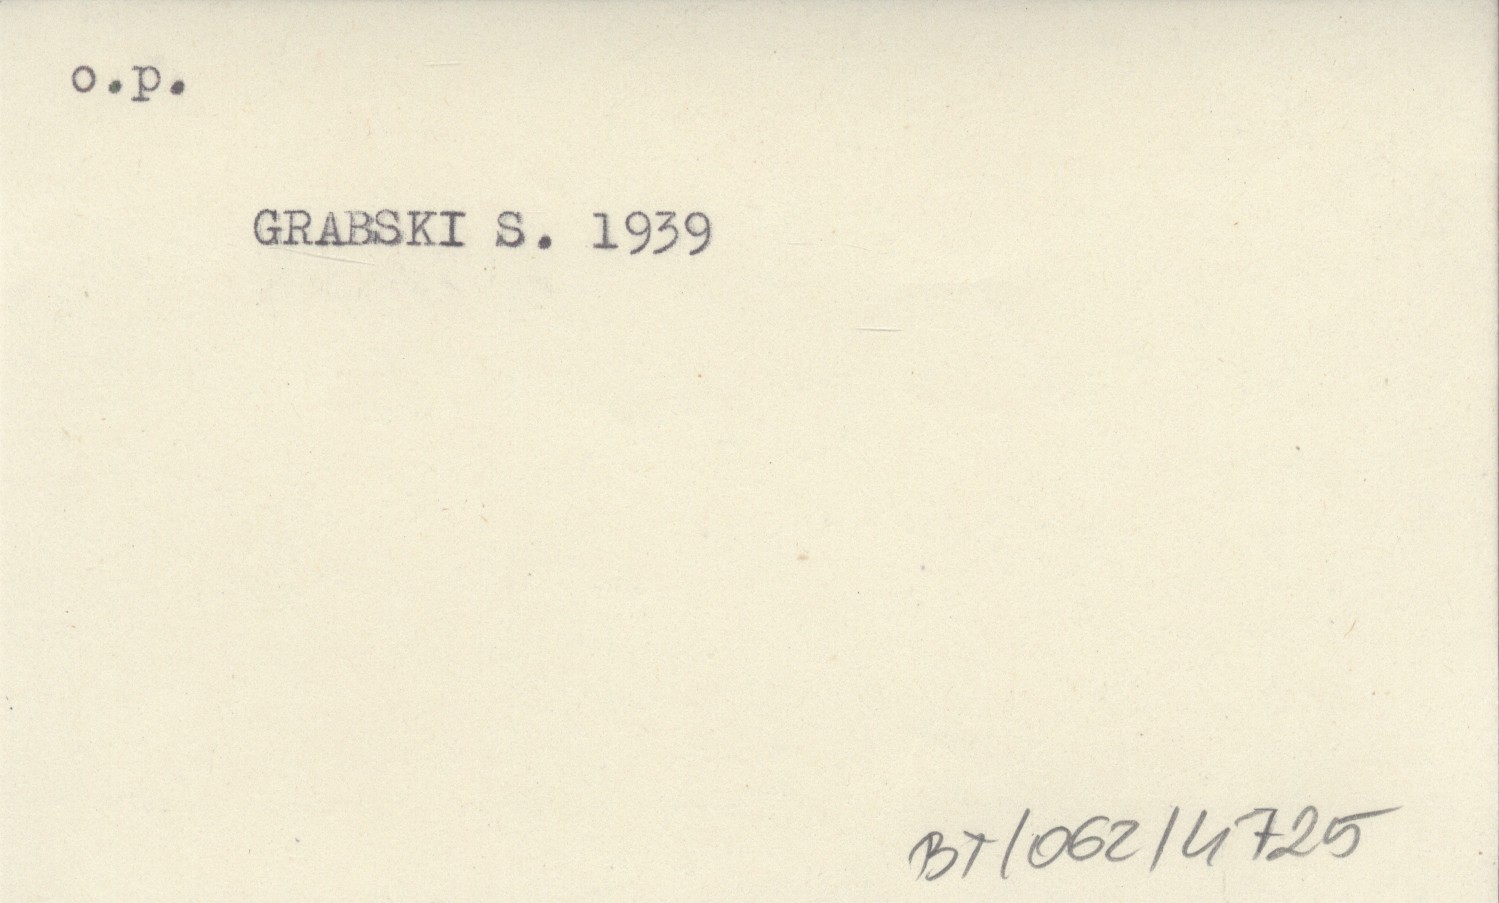 o.p.
GRABSKI S. 1939
BT/062/4725